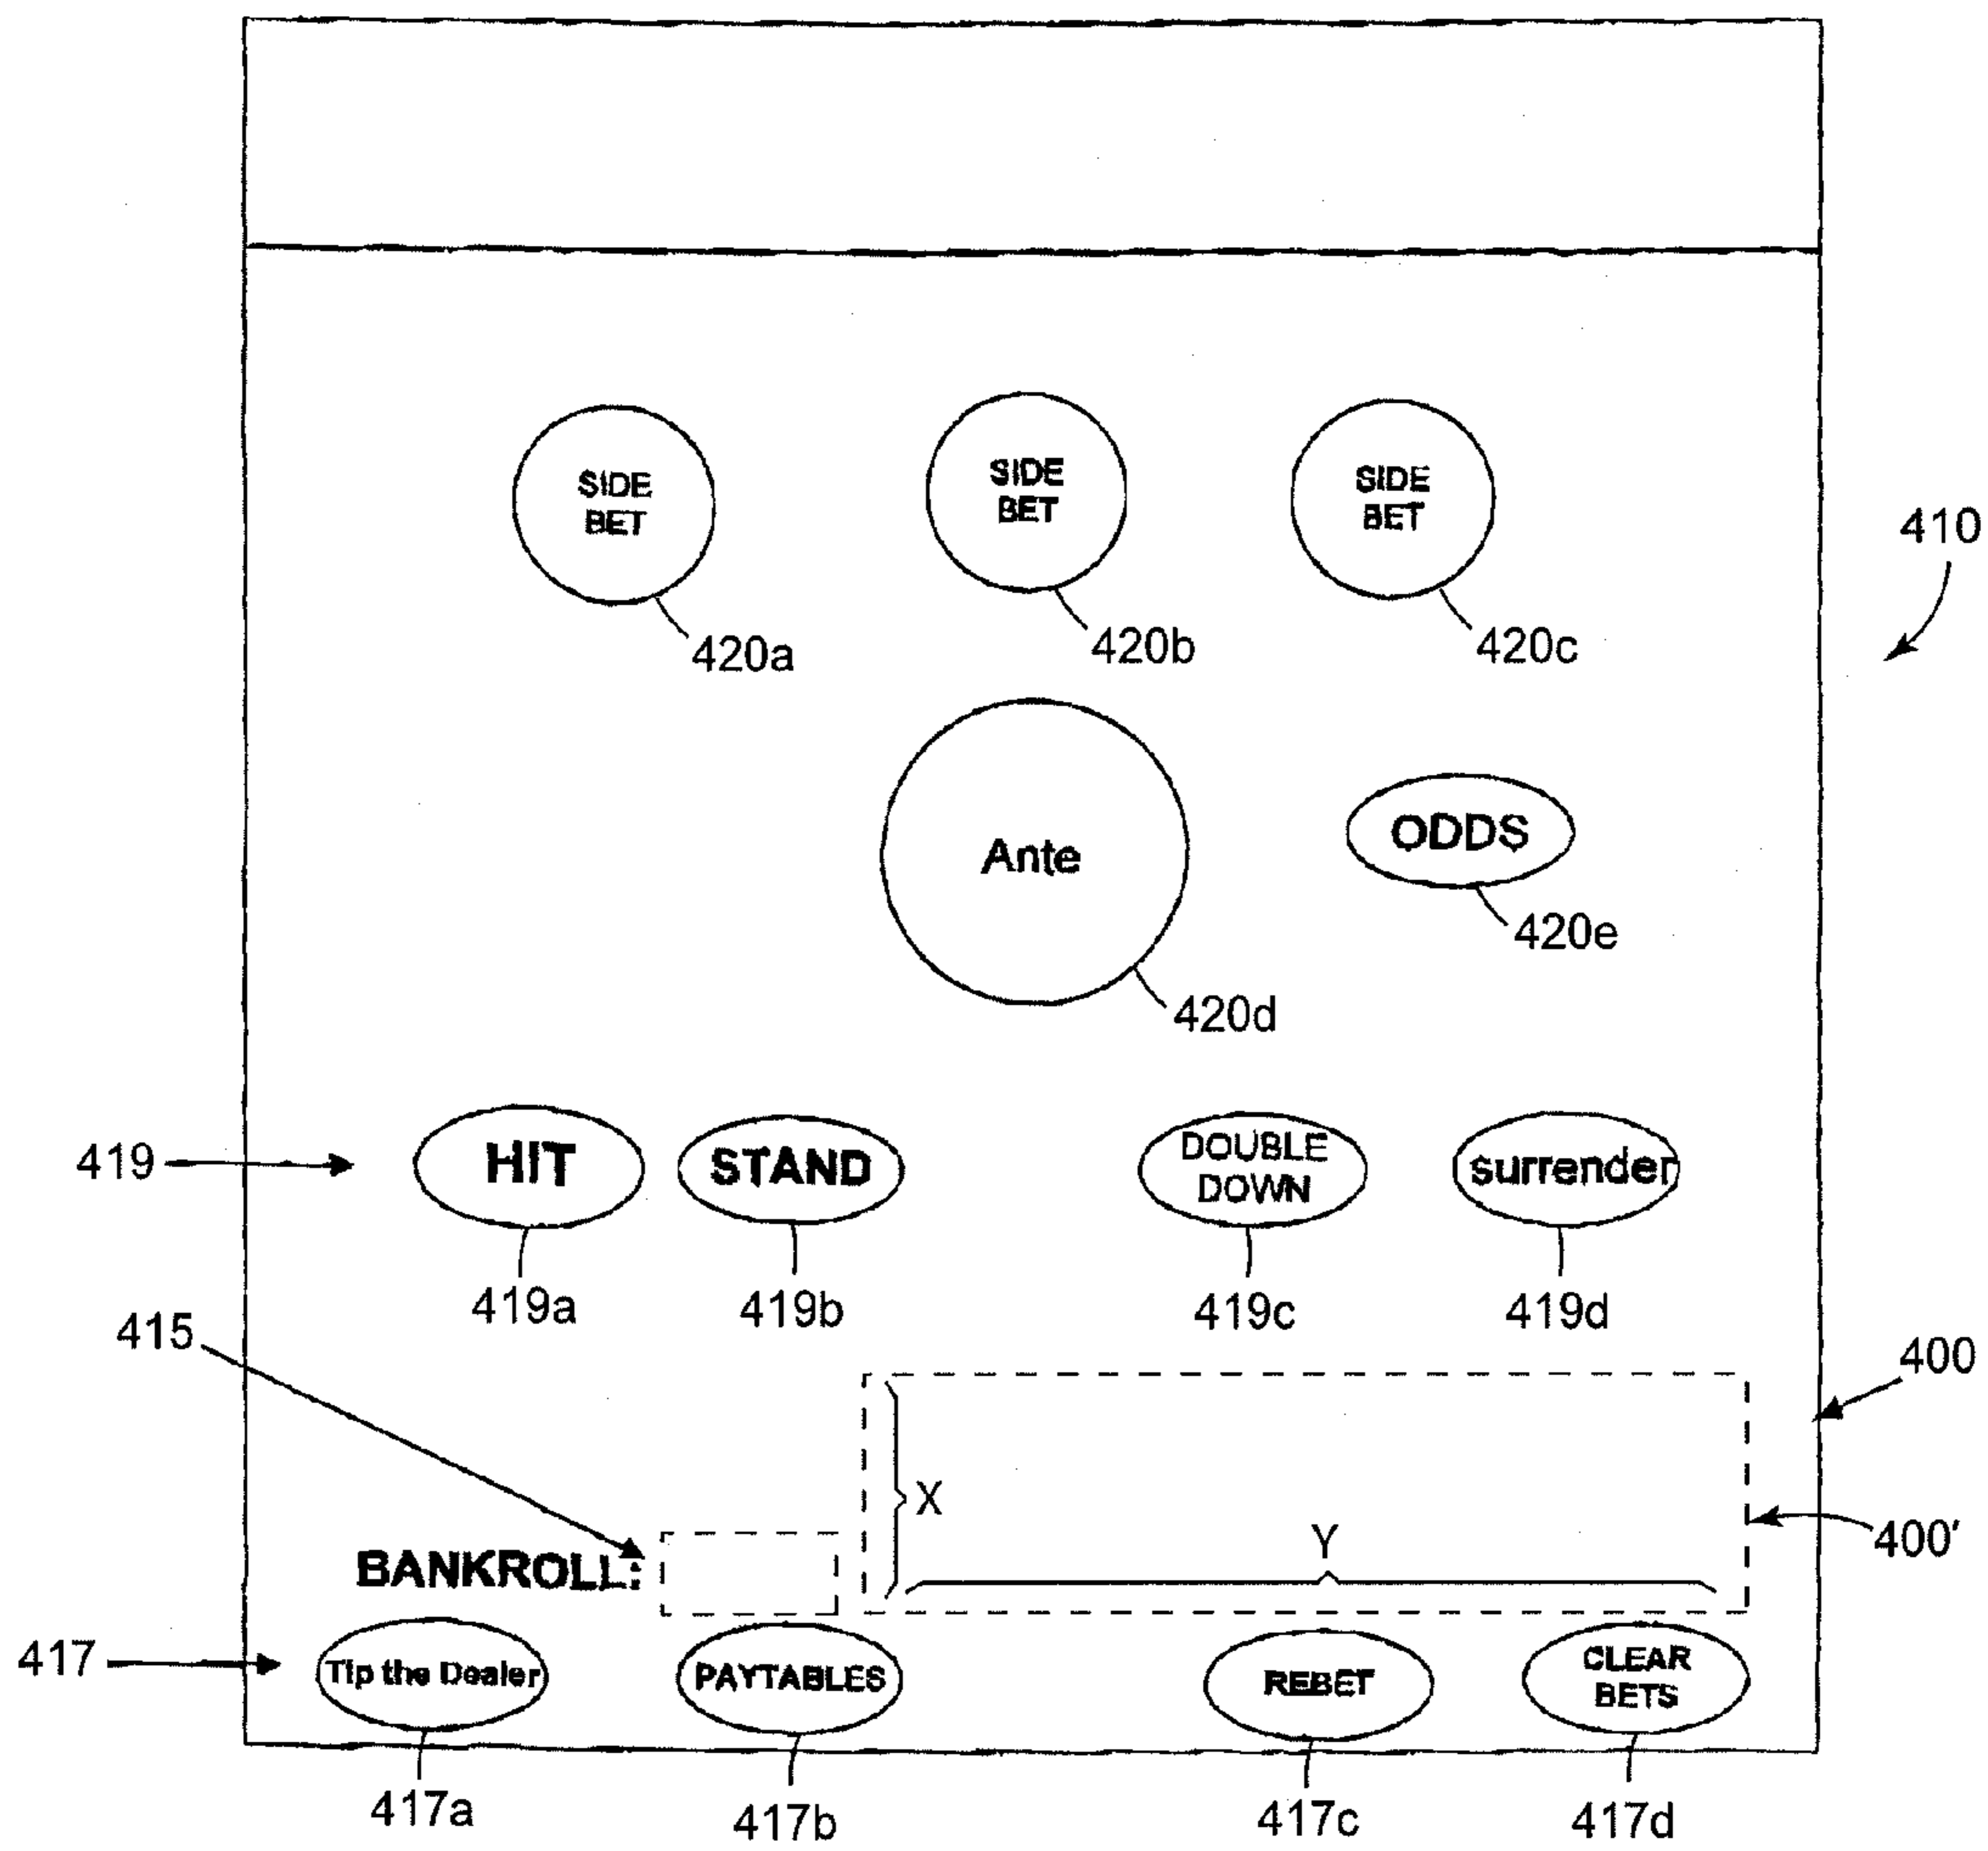 SIDE
BET
SIDE
BET
SIDE
BET
410
420a
420b
420c
Ante
ODDS
420e
420d
419
HIT
STAND
DOUBLE
DOWN
surrender
419a
419b
419c
419d
415
400
X
Y
400'
BANKROLL:
417
Tip the Dealer
PAYTABLES
REBET
CLEAR
BETS
417a
417b
417c
417d